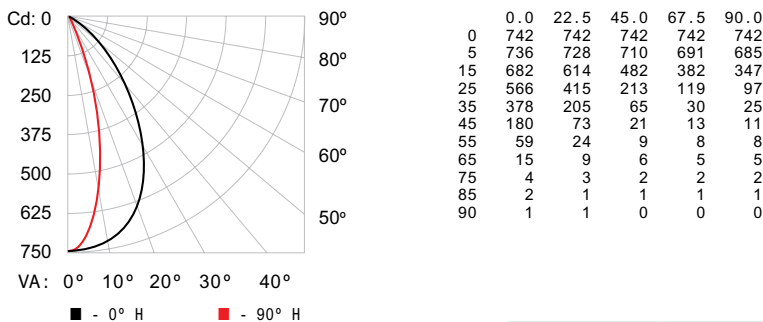 Cd: 0
125
250
375
500
625
750
90º
80º
70º
60º
50º
VA: 0º 10º 20º 30º 40º
- 0° H
- 90° H
0.0 22.5 45.0 67.5 90.0
0 742 742 742 742 742
5 736 728 710 691 685
15 682 614 482 382 347
25 566 415 213 119 97
35 378 205 65 30 25
45 180 73 21 13 11
55 59 24 9 8 8
65 15 9 6 5 5
75 4 3 2 2 2
85 2 1 1 1 1
90 1 1 0 0 0